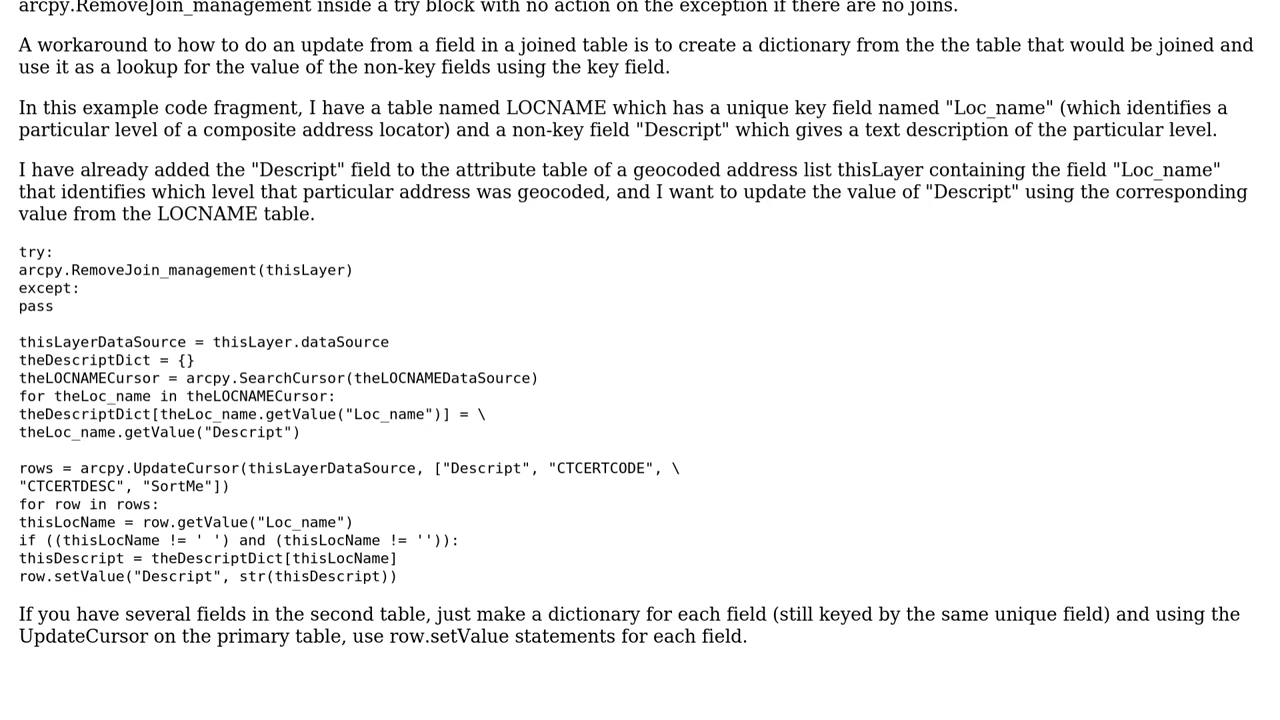 arcpy.RemoveJoin_management inside a try block with no action on the exception if there are no joins.
A workaround to how to do an update from a field in a joined table is to create a dictionary from the the table that would be joined and
use it as a lookup for the value of the non-key fields using the key field.
In this example code fragment, I have a table named LOCNAME which has a unique key field named "Loc_name" (which identifies a
particular level of a composite address locator) and a non-key field "Descript" which gives a text description of the particular level.
I have already added the "Descript" field to the attribute table of a geocoded address list thisLayer containing the field "Loc_name"
that identifies which level that particular address was geocoded, and I want to update the value of "Descript" using the corresponding
value from the LOCNAME table.
try:
arcpy.RemoveJoin_management(thisLayer)
except:
pass
thisLayerDataSource = thisLayer.dataSource
theDescriptDict = {}
theLOCNAMECursor = arcpy.SearchCursor(theLOCNAMEDataSource)
for theLoc_name in theLOCNAMECursor:
theDescriptDict[theLoc_name.getValue("Loc_name")] = \
theLoc_name.getValue("Descript")
rows = arcpy.UpdateCursor(thisLayerDataSource, ["Descript", "CTCERTCODE", \
"CTCERTDESC", "SortMe"])
for row in rows:
thisLocName = row.getValue("Loc_name")
if ((thisLocName != ' ') and (thisLocName != '')):
thisDescript = theDescriptDict[thisLocName]
row.setValue("Descript", str(thisDescript))
If you have several fields in the second table, just make a dictionary for each field (still keyed by the same unique field) and using the
UpdateCursor on the primary table, use row.setValue statements for each field.